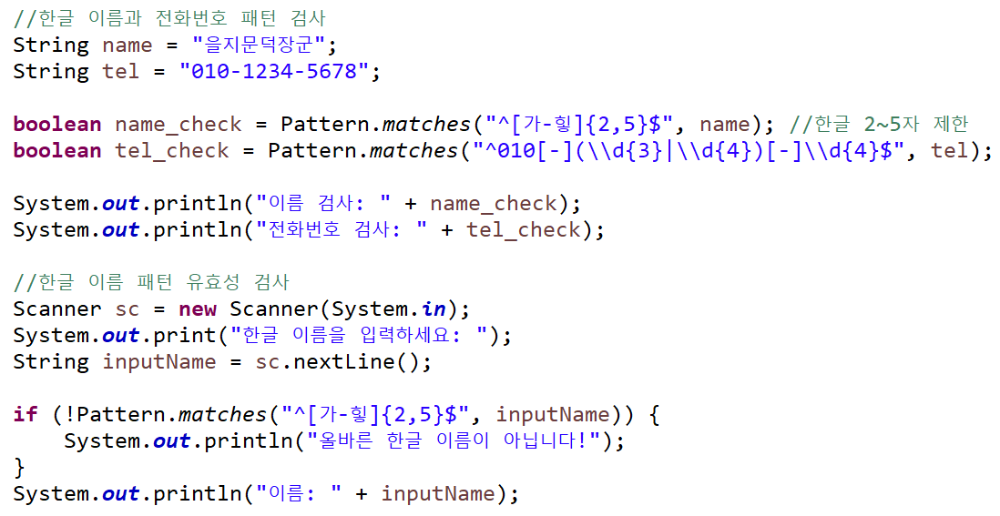 //한글 이름과 전화번호 패턴 검사
String name = "을지문덕장군";
String tel = "010-1234-5678";
boolean name_check = Pattern.matches("^[가-힣]{2,5}$", name); //한글 2~5자 제한
boolean tel_check = Pattern.matches("^010[-](\\d{3}|\\d{4})[-]\\d{4}$", tel);
System.out.println("이름 검사: " + name_check);
System.out.println("전화번호 검사: " + tel_check);
//한글 이름 패턴 유효성 검사
Scanner sc = new Scanner(System.in);
System.out.print("한글 이름을 입력하세요: ");
String inputName = sc.nextLine();
if (!Pattern.matches("^[가-힣]{2,5}$", inputName)) {
    System.out.println("올바른 한글 이름이 아닙니다!");
}
System.out.println("이름: " + inputName);